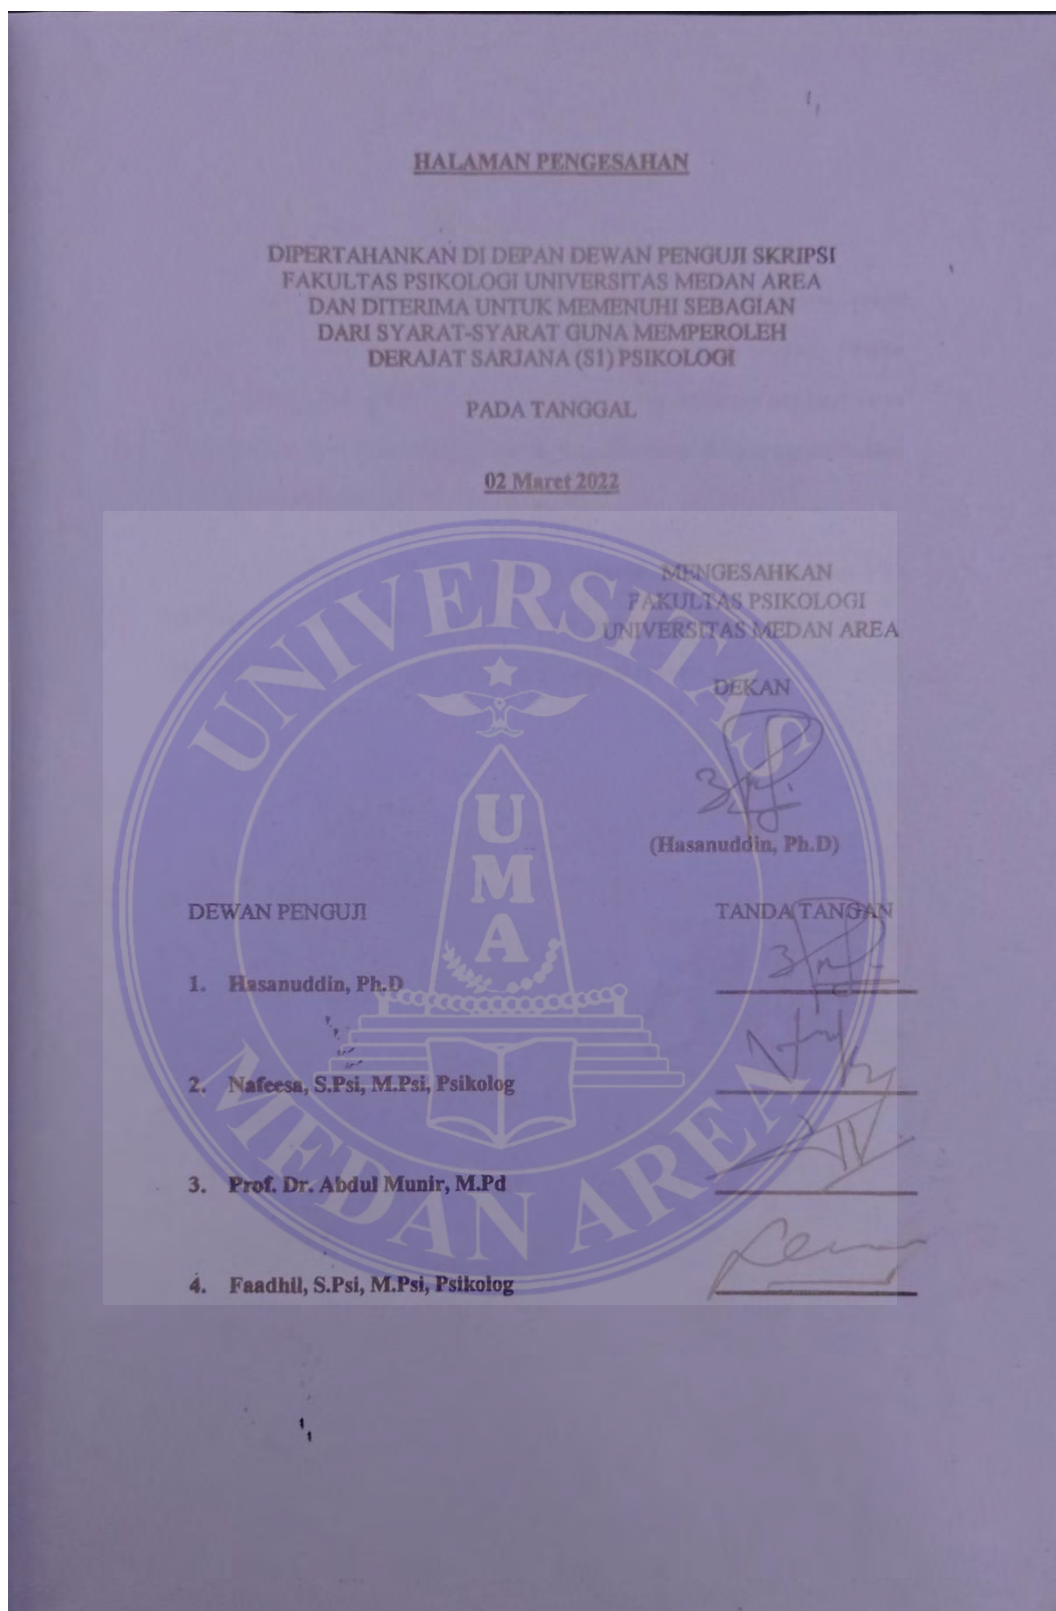 HALAMAN PENGESAHAN
DIPERTAHANKAN DI DEPAN DEWAN PENGUJI SKRIPSI
FAKULTAS PSIKOLOGI UNIVERSITAS MEDAN AREA
DAN DITERIMA UNTUK MEMENUHI SEBAGIAN
DARI SYARAT-SYARAT GUNA MEMPEROLEH
DERAJAT SARJANA (S1) PSIKOLOGI
PADA TANGGAL
02 Maret 2022
MENGESAHKAN
FAKULTAS PSIKOLOGI
UNIVERSITAS MEDAN AREA
DEKAN
(Hasanuddin, Ph.D)
DEWAN PENGUJI TANDA TANGAN
1. Hasanuddin, Ph.D
2. Nafeesa, S.Psi, M.Psi, Psikolog
3. Prof. Dr. Abdul Munir, M.Pd
4. Faadhil, S.Psi, M.Psi, Psikolog
UNIVERSITAS
UMA
MEDAN AREA